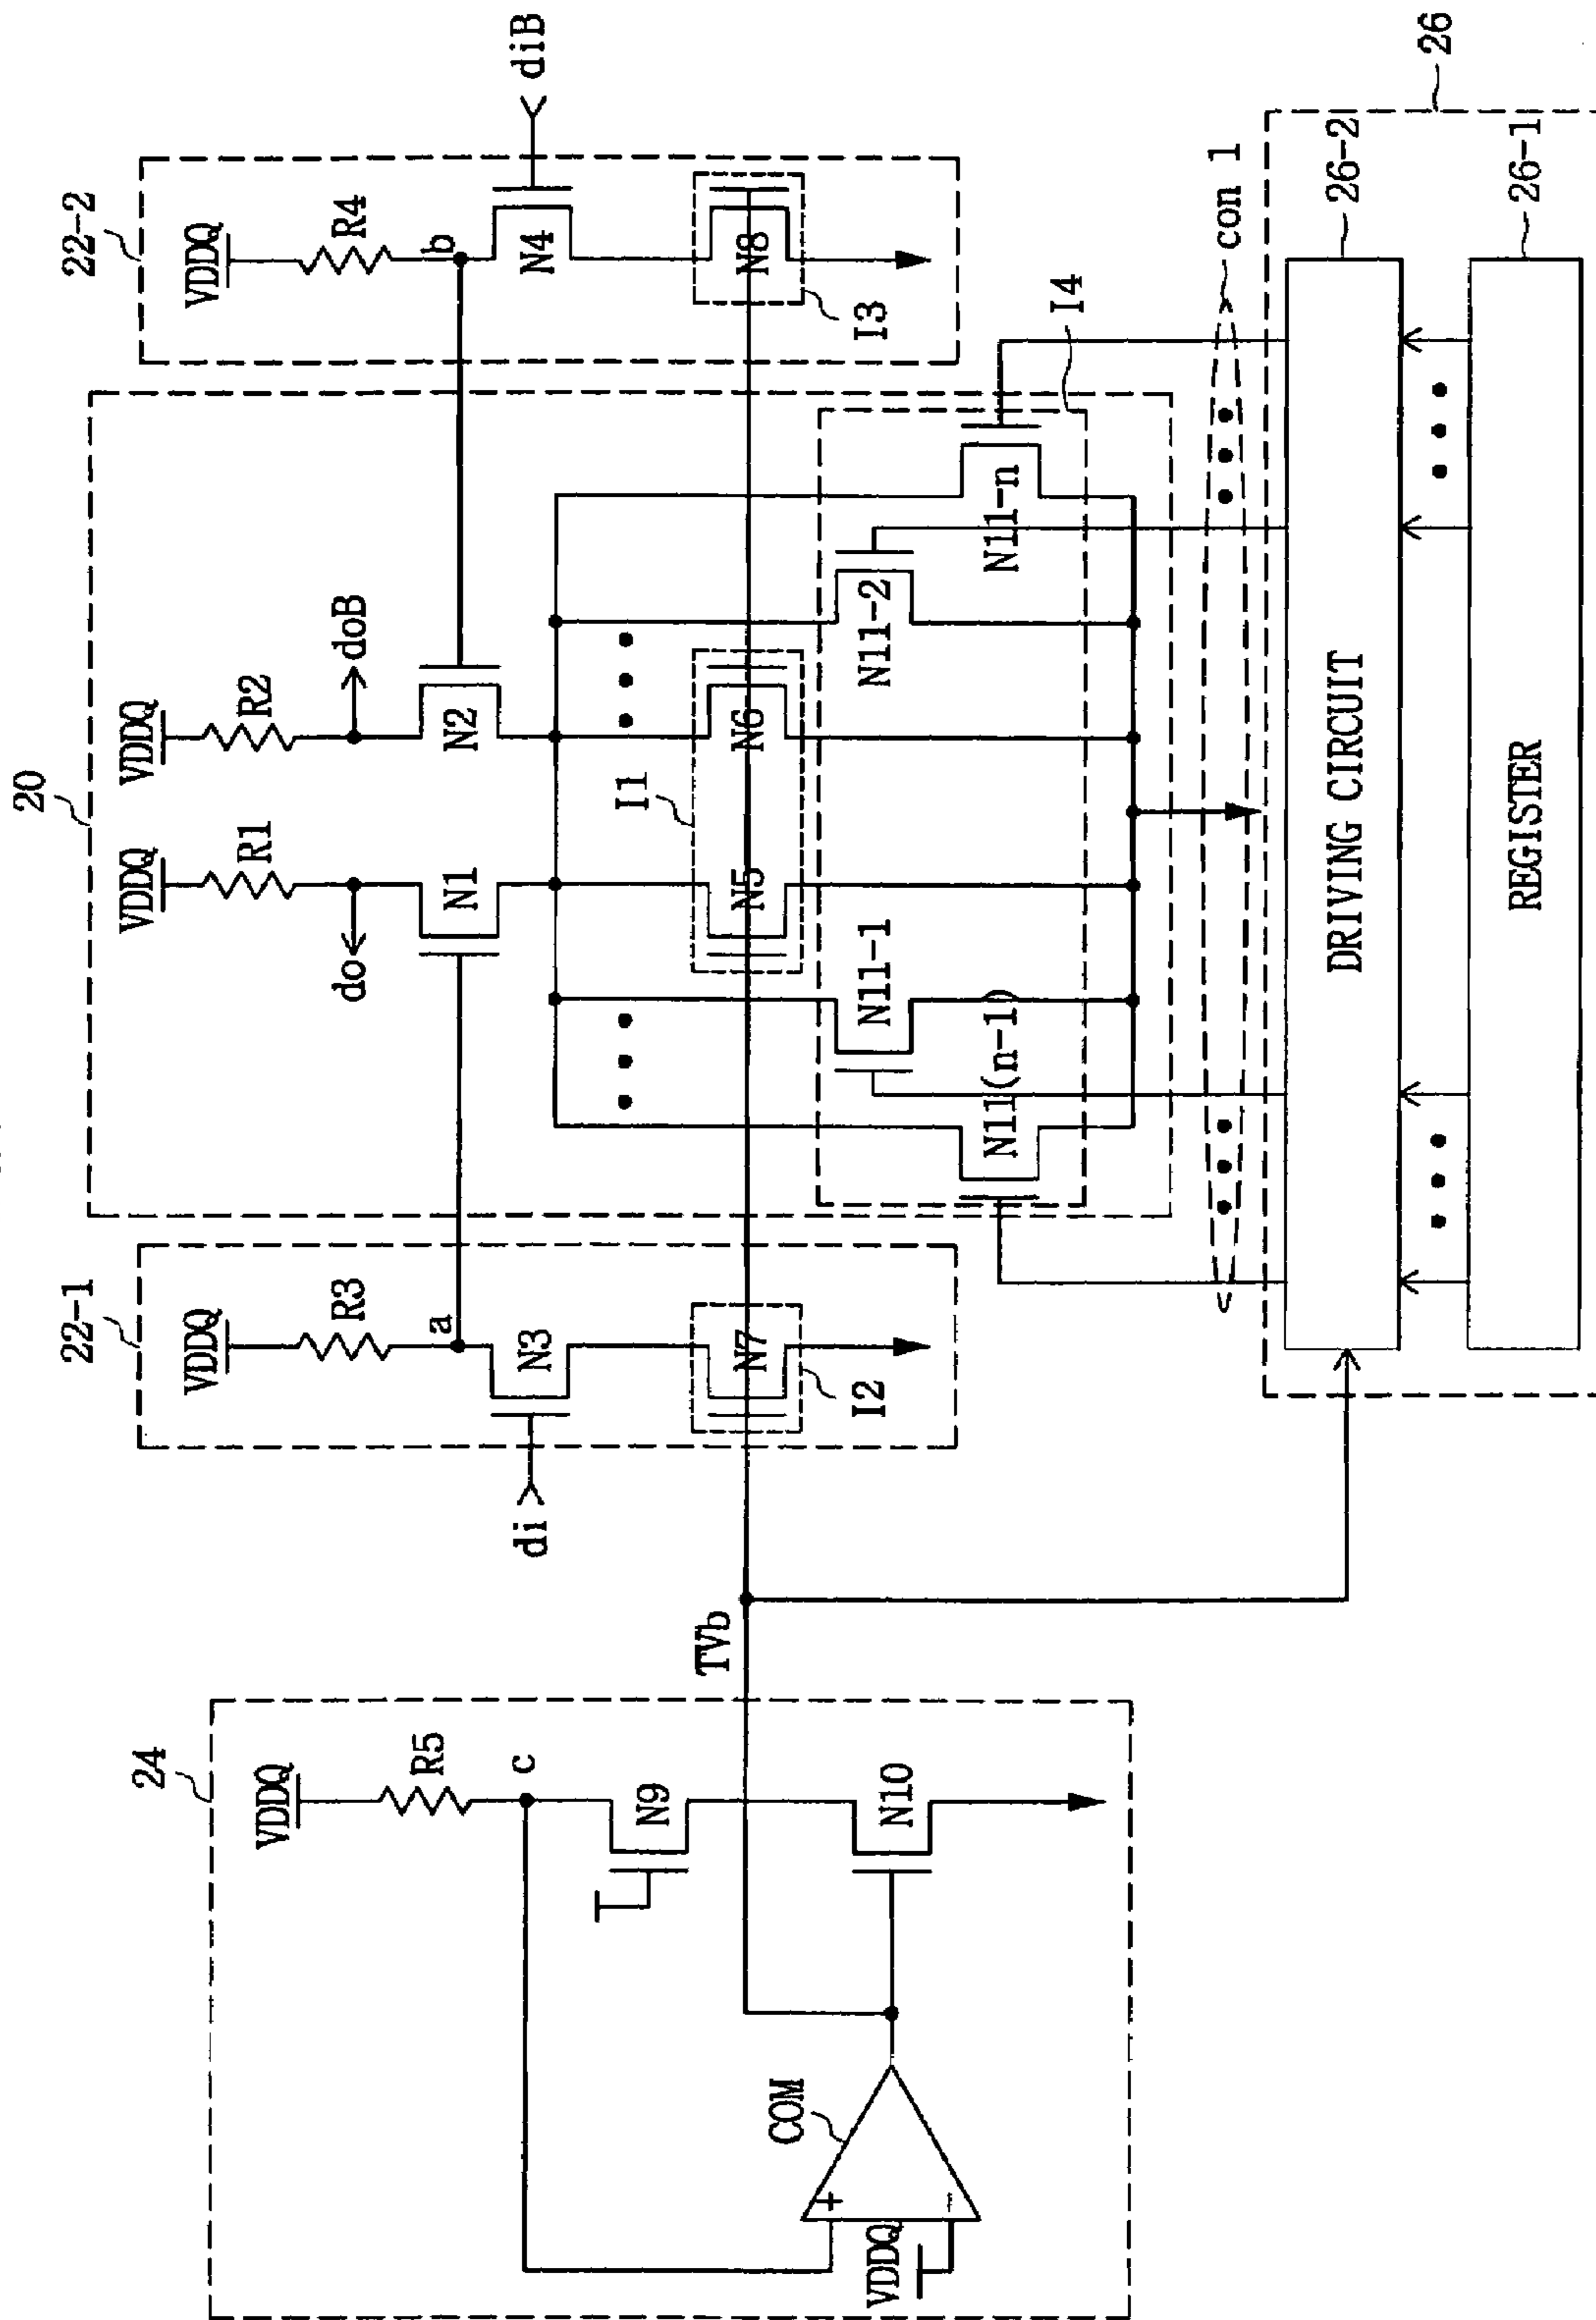 20
22-1
22-2
24
VDDQ
R5
c
N9
N10
COM
+
-
VDDQ
TVb
VDDQ
R3
a
N3
di
N7
I2
VDDQ
R1
do
N1
VDDQ
R2
doB
N2
I1
N5
N6
N11-1
N11(n-1)
N11-2
N11-n
I4
VDDQ
R4
b
N4
diB
N8
I3
con 1
26
DRIVING CIRCUIT
26-2
REGISTER
26-1